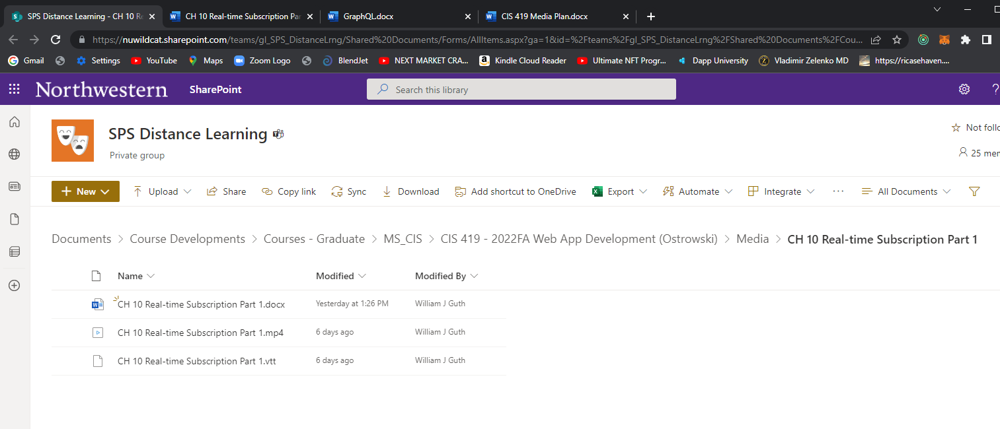 SPS Distance Learning - CH 10 Re
CH 10 Real-time Subscription Par
GraphQL.docx
CIS 419 Media Plan.docx
https://nuwildcat.sharepoint.com/teams/gl_SPS_DistanceLrng/Shared%20Documents/Forms/AllItems.aspx?ga=1&id=%2Fteams%2Fgl_SPS_DistanceLrng%2FShared%20Documents%2FCou...
Gmail Settings YouTube Maps Zoom Logo BlendJet NEXT MARKET CRA... Kindle Cloud Reader Ultimate NFT Progr... Dapp University Vladimir Zelenko MD https://ricasehaven....
Northwestern SharePoint Search this library
SPS Distance Learning
Private group
Not follo
25 mem
New Upload Share Copy link Sync Download Add shortcut to OneDrive Export Automate Integrate ... All Documents
Documents > Course Developments > Courses - Graduate > MS_CIS > CIS 419 - 2022FA Web App Development (Ostrowski) > Media > CH 10 Real-time Subscription Part 1
Name Modified Modified By
CH 10 Real-time Subscription Part 1.docx Yesterday at 1:26 PM William J Guth
CH 10 Real-time Subscription Part 1.mp4 6 days ago William J Guth
CH 10 Real-time Subscription Part 1.vtt 6 days ago William J Guth